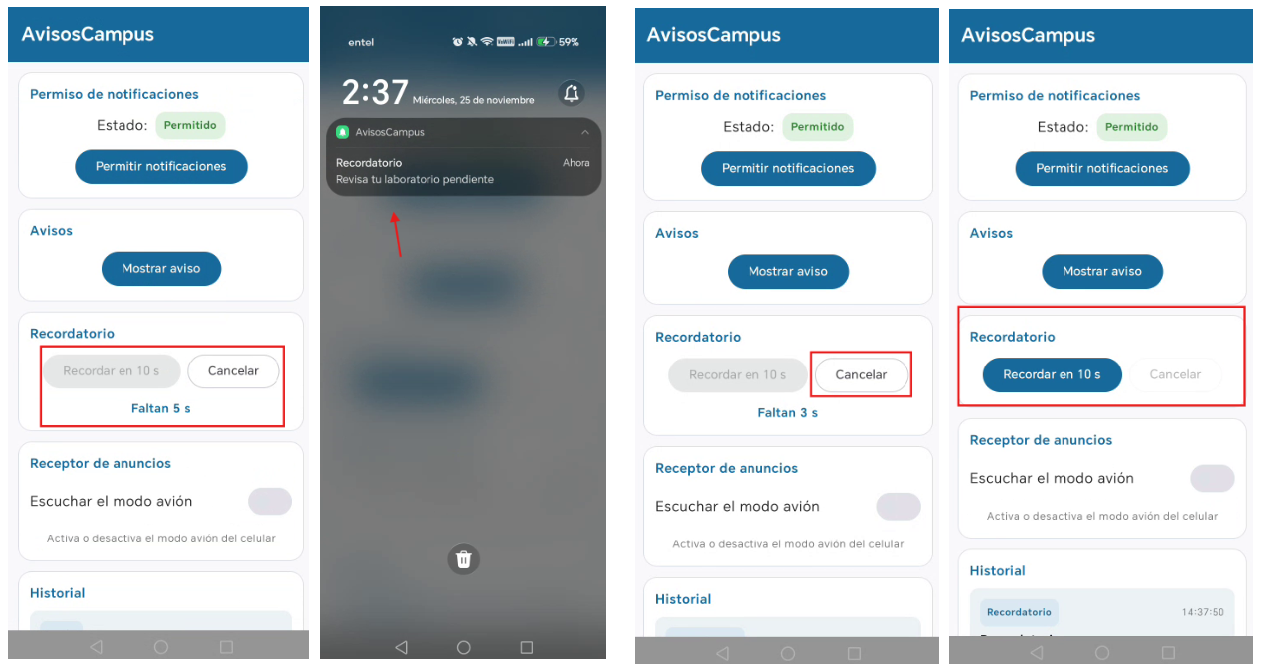 AvisosCampus
Permiso de notificaciones
Estado: Permitido
Permitir notificaciones
Avisos
Mostrar aviso
Recordatorio
Recordar en 10 s Cancelar
Faltan 5 s
Receptor de anuncios
Escuchar el modo avión
Activa o desactiva el modo avión del celular
Historial
entel 59%
2:37 Miércoles, 25 de noviembre
AvisosCampus
Recordatorio Ahora
Revisa tu laboratorio pendiente
AvisosCampus
Permiso de notificaciones
Estado: Permitido
Permitir notificaciones
Avisos
Mostrar aviso
Recordatorio
Recordar en 10 s Cancelar
Faltan 3 s
Receptor de anuncios
Escuchar el modo avión
Activa o desactiva el modo avión del celular
Historial
AvisosCampus
Permiso de notificaciones
Estado: Permitido
Permitir notificaciones
Avisos
Mostrar aviso
Recordatorio
Recordar en 10 s Cancelar
Receptor de anuncios
Escuchar el modo avión
Activa o desactiva el modo avión del celular
Historial
Recordatorio 14:37:50